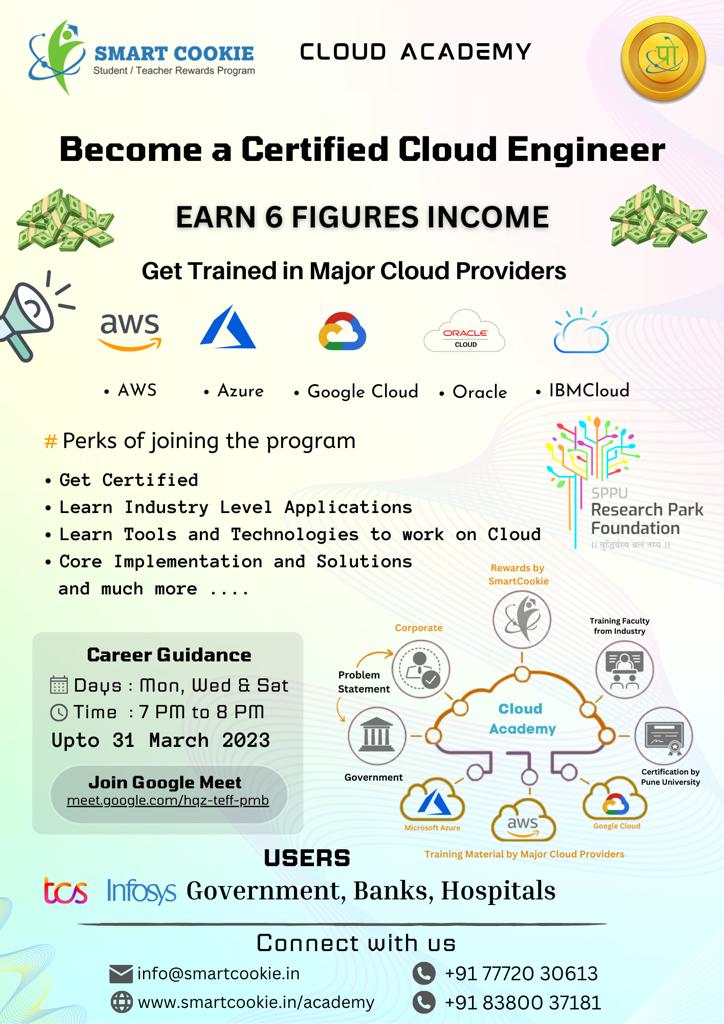 SMART COOKIE
Student / Teacher Rewards Program
CLOUD ACADEMY
प्रो
Become a Certified Cloud Engineer
EARN 6 FIGURES INCOME
Get Trained in Major Cloud Providers
aws
ORACLE
CLOUD
• AWS • Azure • Google Cloud • Oracle • IBMCloud
# Perks of joining the program
• Get Certified
• Learn Industry Level Applications
• Learn Tools and Technologies to work on Cloud
• Core Implementation and Solutions
and much more ....
SPPU
Research Park
Foundation
Rewards by
SmartCookie
Corporate
Training Faculty
from Industry
Problem
Statement
Cloud
Academy
Government
Certification by
Pune University
Microsoft Azure
aws
Google Cloud
Training Material by Major Cloud Providers
Career Guidance
Days : Mon, Wed & Sat
Time : 7 PM to 8 PM
Upto 31 March 2023
Join Google Meet
meet.google.com/hqz-teff-pmb
USERS
tcs Infosys Government, Banks, Hospitals
Connect with us
info@smartcookie.in +91 77720 30613
www.smartcookie.in/academy +91 83800 37181